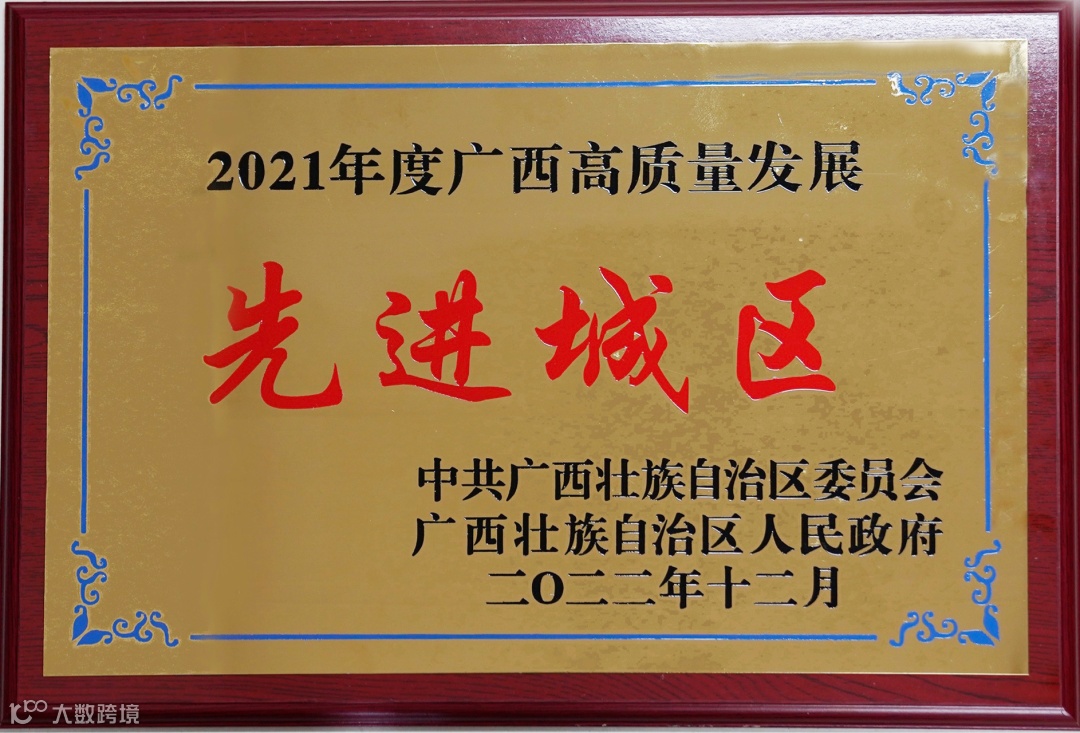 2021年度广西高质量发展
先进城区
中共广西壮族自治区委员会
广西壮族自治区人民政府
二〇二二年十二月
大数跨境